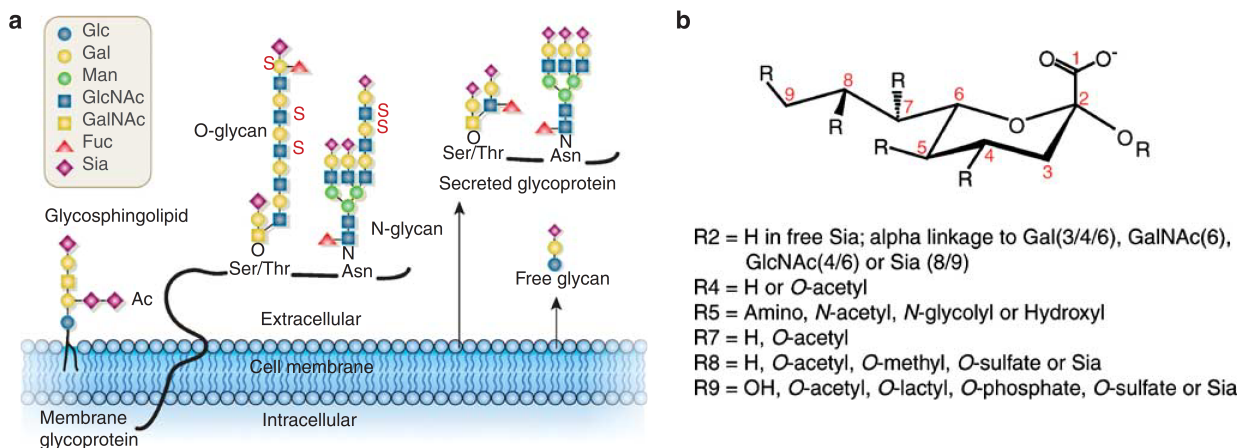 a
Glc
Gal
Man
GlcNAc
GalNAc
Fuc
Sia
Glycosphingolipid
Ac
O-glycan
S
S
S
O
Ser/Thr
S
S
N-glycan
N
Asn
O
Ser/Thr
N
Asn
Secreted glycoprotein
Free glycan
Extracellular
Cell membrane
Intracellular
Membrane
glycoprotein
b
R
9
8
R
R
7
6
O
R
5
4
R
3
2
1
O
O-
O
R
R2 = H in free Sia; alpha linkage to Gal(3/4/6), GalNAc(6),
GlcNAc(4/6) or Sia (8/9)
R4 = H or O-acetyl
R5 = Amino, N-acetyl, N-glycolyl or Hydroxyl
R7 = H, O-acetyl
R8 = H, O-acetyl, O-methyl, O-sulfate or Sia
R9 = OH, O-acetyl, O-lactyl, O-phosphate, O-sulfate or Sia